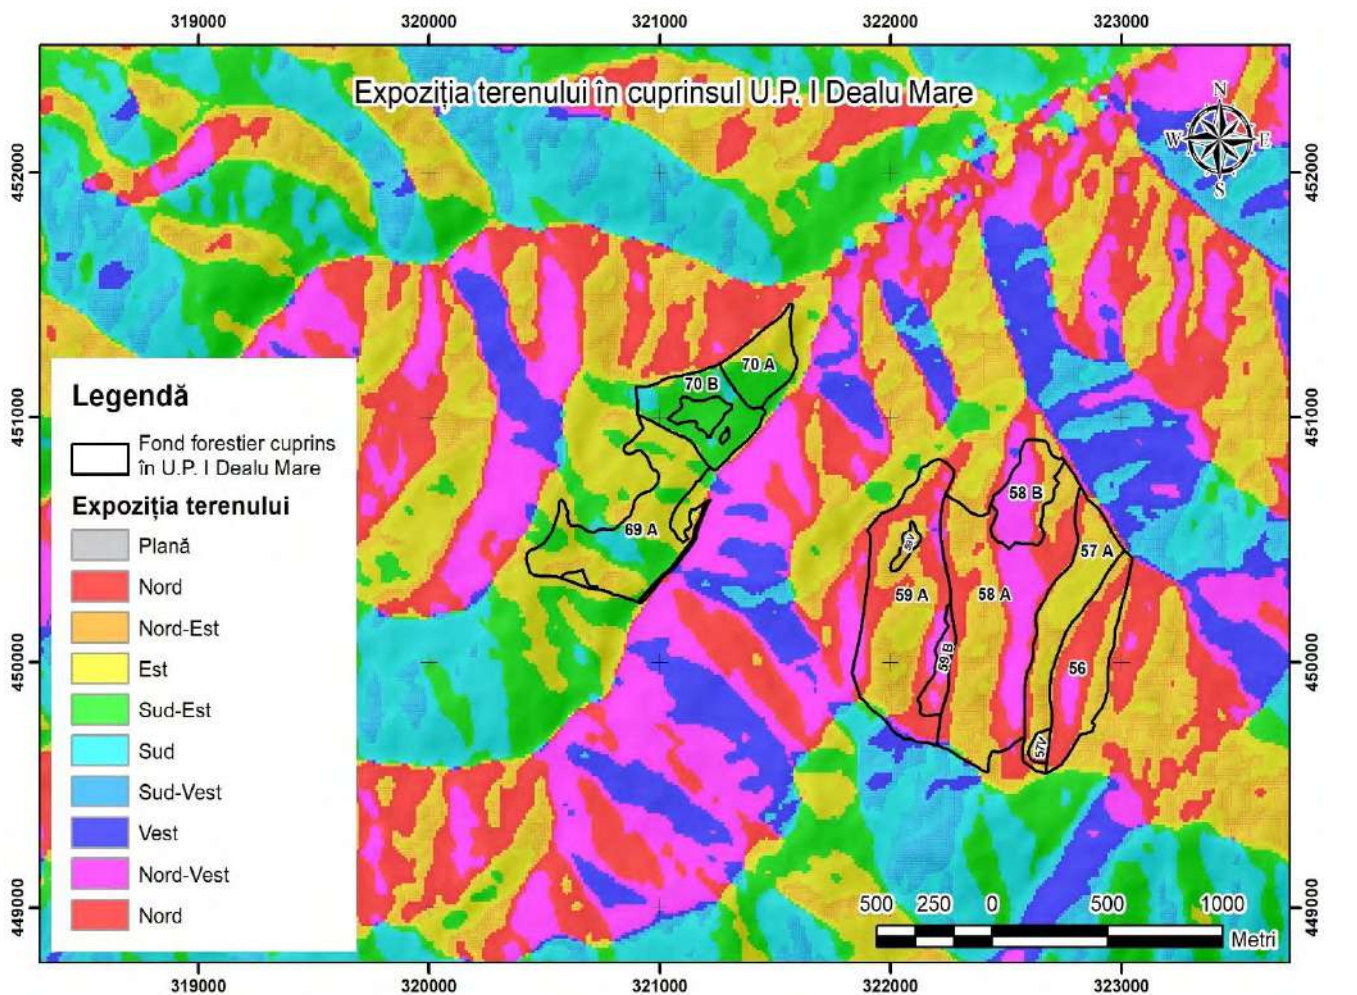 319000 320000 321000 322000 323000
Expoziția terenului în cuprinsul U.P. I Dealu Mare
N
W E
S
452000 452000
70 A
70 B
Legendă
451000 451000
Fond forestier cuprins
în U.P. I Dealu Mare
58 B
Expoziția terenului
69 A
57 A
Plană
Nord
59 A 58 A
Nord-Est
59 B
Est
450000 450000
56
Sud-Est
57V
Sud
Sud-Vest
Vest
Nord-Vest
Nord
449000 449000
500 250 0 500 1000
Metri
319000 320000 321000 322000 323000